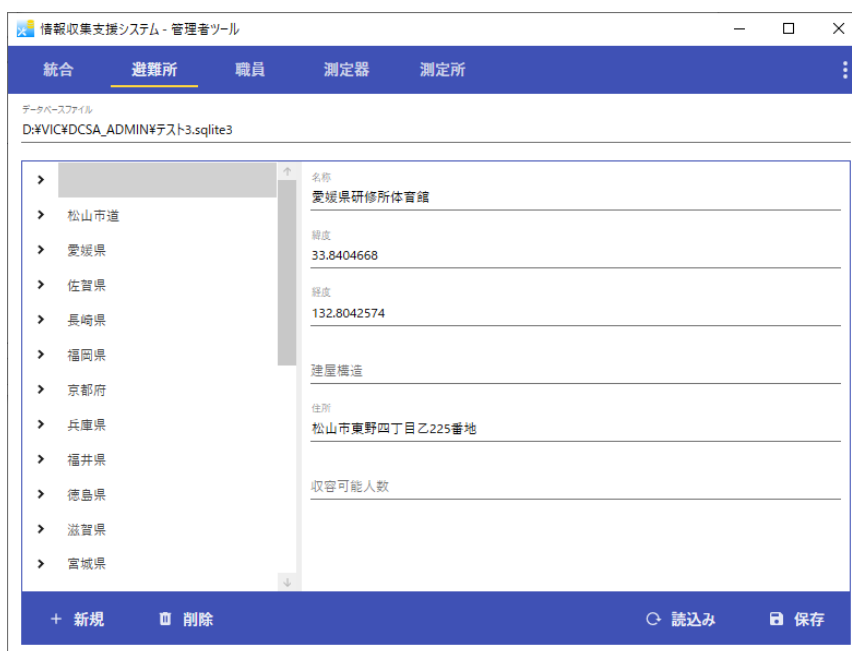 情報収集支援システム - 管理者ツール
統合 避難所 職員 測定器 測定所
データベースファイル
D:¥VIC¥DCSA_ADMIN¥テスト3.sqlite3
松山市道
愛媛県
佐賀県
長崎県
福岡県
京都府
兵庫県
福井県
徳島県
滋賀県
宮城県
名称
愛媛県研修所体育館
緯度
33.8404668
経度
132.8042574
建屋構造
住所
松山市東野四丁目乙225番地
収容可能人数
+ 新規 削除 読込み 保存